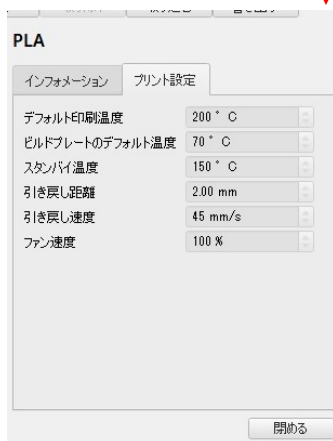 PLA
インフォメーション プリント設定
デフォルト印刷温度 200 ° C
ビルドプレートのデフォルト温度 70 ° C
スタンバイ温度 150 ° C
引き戻し距離 2.00 mm
引き戻し速度 45 mm/s
ファン速度 100 %
閉める